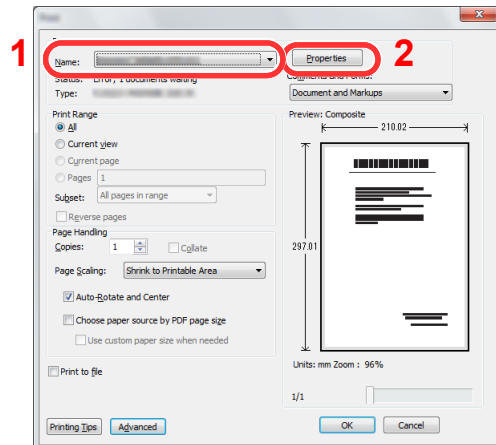 Print
1
Name:
Properties
2
Status: Error; 1 documents waiting
Comments and Forms:
Type:
Document and Markups
Print Range
All
Current view
Current page
Pages 1
Subset: All pages in range
Reverse pages
Page Handling
Copies: 1 Collate
Page Scaling: Shrink to Printable Area
Auto-Rotate and Center
Choose paper source by PDF page size
Use custom paper size when needed
Print to file
Preview: Composite
210.02
297.01
Units: mm Zoom : 96%
1/1
Printing Tips Advanced OK Cancel